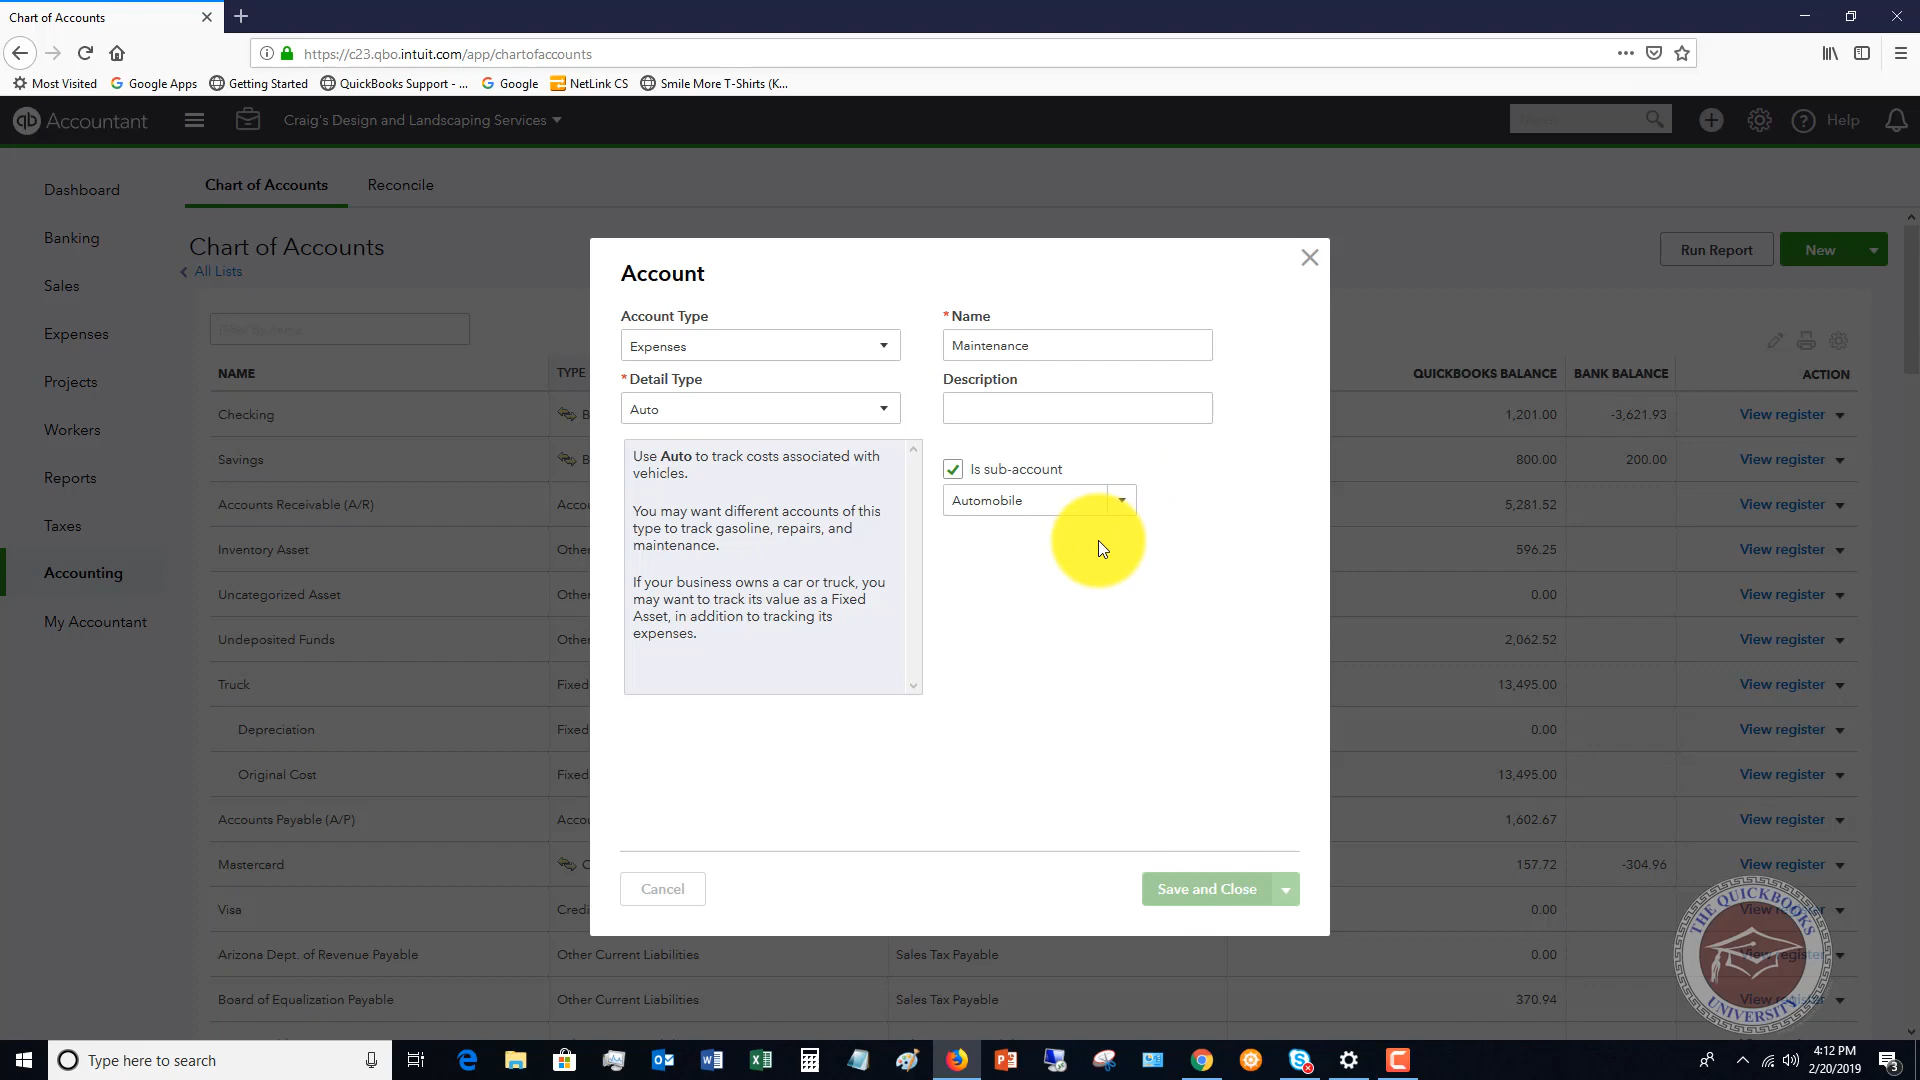 Chart of Accounts
https://c23.qbo.intuit.com/app/chartofaccounts
Most Visited
Google Apps
Getting Started
QuickBooks Support - ...
Google
NetLink CS
Smile More T-Shirts (K...
qb Accountant
Craig's Design and Landscaping Services
Help
Dashboard
Banking
Sales
Expenses
Projects
Workers
Reports
Taxes
Accounting
My Accountant
Chart of Accounts
Reconcile
Chart of Accounts
All Lists
Run Report
New
Filter by name
NAME
TYPE
QUICKBOOKS BALANCE
BANK BALANCE
ACTION
Checking
B
1,201.00
-3,621.93
View register
Savings
B
800.00
200.00
View register
Accounts Receivable (A/R)
Accou
5,281.52
View register
Inventory Asset
Other
596.25
View register
Uncategorized Asset
Other
0.00
View register
Undeposited Funds
Other
2,062.52
View register
Truck
Fixed
13,495.00
View register
Depreciation
Fixed
0.00
View register
Original Cost
Fixed
13,495.00
View register
Accounts Payable (A/P)
Accou
1,602.67
View register
Mastercard
C
157.72
-304.96
View register
Visa
Credi
0.00
View register
Arizona Dept. of Revenue Payable
Other Current Liabilities
Sales Tax Payable
0.00
View register
Board of Equalization Payable
Other Current Liabilities
Sales Tax Payable
370.94
View register
Account
Account Type
Expenses
* Name
Maintenance
* Detail Type
Auto
Description
Use Auto to track costs associated with
vehicles.
You may want different accounts of this
type to track gasoline, repairs, and
maintenance.
If your business owns a car or truck, you
may want to track its value as a Fixed
Asset, in addition to tracking its
expenses.
Is sub-account
Automobile
Cancel
Save and Close
THE QUICKBOOKS
UNIVERSITY
Type here to search
4:12 PM
2/20/2019
3